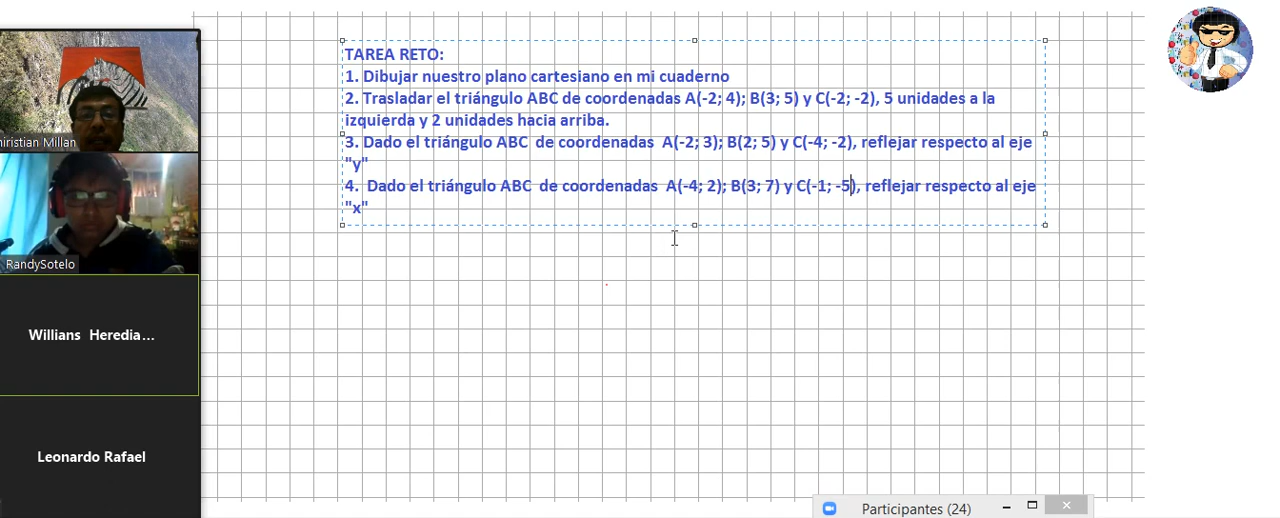 TAREA RETO:
1. Dibujar nuestro plano cartesiano en mi cuaderno
2. Trasladar el triángulo ABC de coordenadas A(-2; 4); B(3; 5) y C(-2; -2), 5 unidades a la
izquierda y 2 unidades hacia arriba.
3. Dado el triángulo ABC de coordenadas A(-2; 3); B(2; 5) y C(-4; -2), reflejar respecto al eje
"y"
4. Dado el triángulo ABC de coordenadas A(-4; 2); B(3; 7) y C(-1; -5), reflejar respecto al eje
"x"
hiristian Millan
RandySotelo
Willians Heredia...
Leonardo Rafael
Participantes (24)